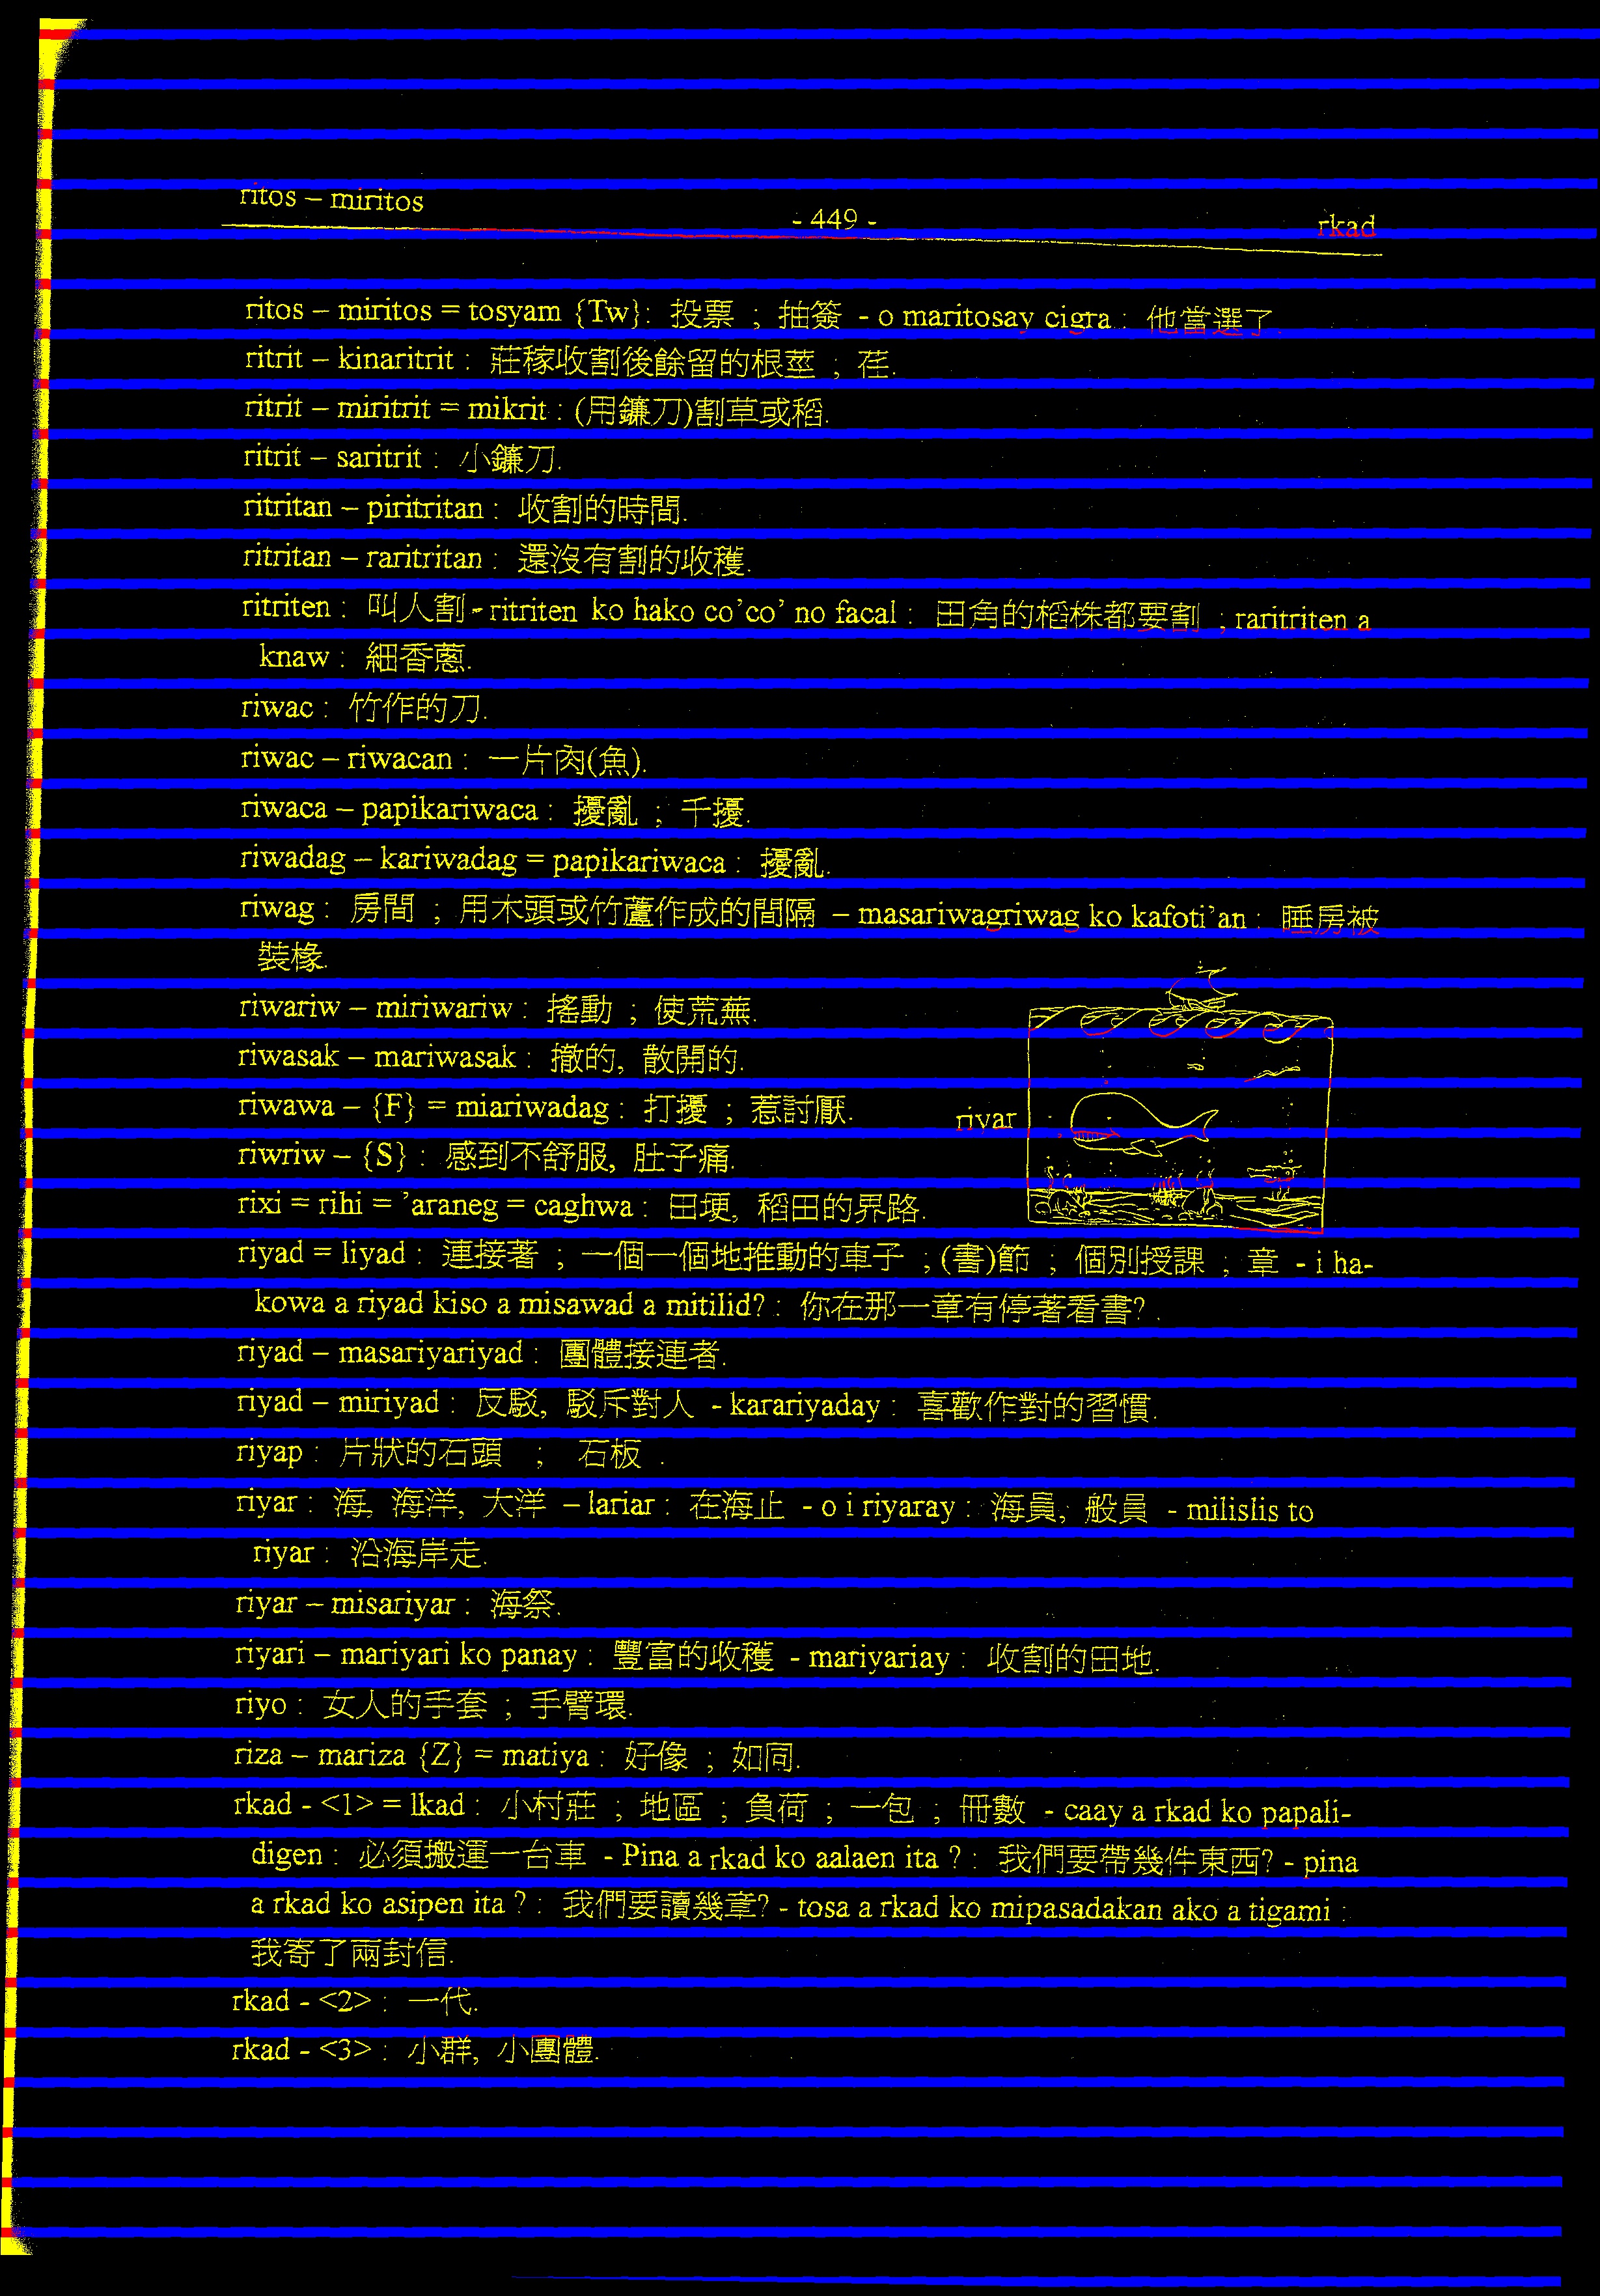 ritos – miritos
- 449 -
rkad
ritos – miritos = tosyam {Tw}: 投票 ; 抽簽 - o maritosay cigra : 他當選了.
ritrit – kinaritrit : 莊稼收割後餘留的根莖 ; 茬.
ritrit – miritrit = mikrit : (用鐮刀)割草或稻.
ritrit – saritrit : 小鐮刀.
ritritan – piritritan : 收割的時間.
ritritan – raritritan : 還沒有割的收穫.
ritriten : 叫人割 - ritriten ko hako co’co’ no facal : 田角的稻株都要割 ; raritriten a
knaw : 細香蔥.
riwac : 竹作的刀.
riwac – riwacan : 一片肉(魚).
riwaca – papikariwaca : 擾亂 ; 千擾.
riwadag – kariwadag = papikariwaca : 擾亂.
riwag : 房間 ; 用木頭或竹蘆作成的間隔 – masariwagriwag ko kafoti’an : 睡房被
裝椽.
riwariw – miriwariw : 搖動 ; 使荒蕪.
riwasak – mariwasak : 撤的, 散開的.
riwawa – {F} = miariwadag : 打擾 ; 惹討厭.
riyar
riwriw – {S} : 感到不舒服, 肚子痛.
rixi = rihi = ’araneg = caghwa : 田埂, 稻田的界路.
riyad = liyad : 連接著 ; 一個一個地推動的車子 ; (書)節 ; 個別授課 ; 章 - i ha-
kowa a riyad kiso a misawad a mitilid? : 你在那一章有停著看書? .
riyad – masariyariyad : 團體接連者.
riyad – miriyad : 反駁, 駁斥對人 - karariyaday : 喜歡作對的習慣.
riyap : 片狀的石頭 ; 石板 .
riyar : 海, 海洋, 大洋 – lariar : 在海止 - o i riyaray : 海員, 般員 - milislis to
riyar : 沿海岸走.
riyar – misariyar : 海祭.
riyari – mariyari ko panay : 豐富的收穫 - mariyariay : 收割的田地.
riyo : 女人的手套 ; 手臂環.
riza – mariza {Z} = matiya : 好像 ; 如同.
rkad - <1> = lkad : 小村莊 ; 地區 ; 負荷 ; 一包 ; 冊數 - caay a rkad ko papali-
digen : 必須搬運一台車 - Pina a rkad ko aalaen ita ? : 我們要帶幾件東西? - pina
a rkad ko asipen ita ? : 我們要讀幾章? - tosa a rkad ko mipasadakan ako a tigami :
我寄了兩封信.
rkad - <2> : 一代.
rkad - <3> : 小群, 小團體.